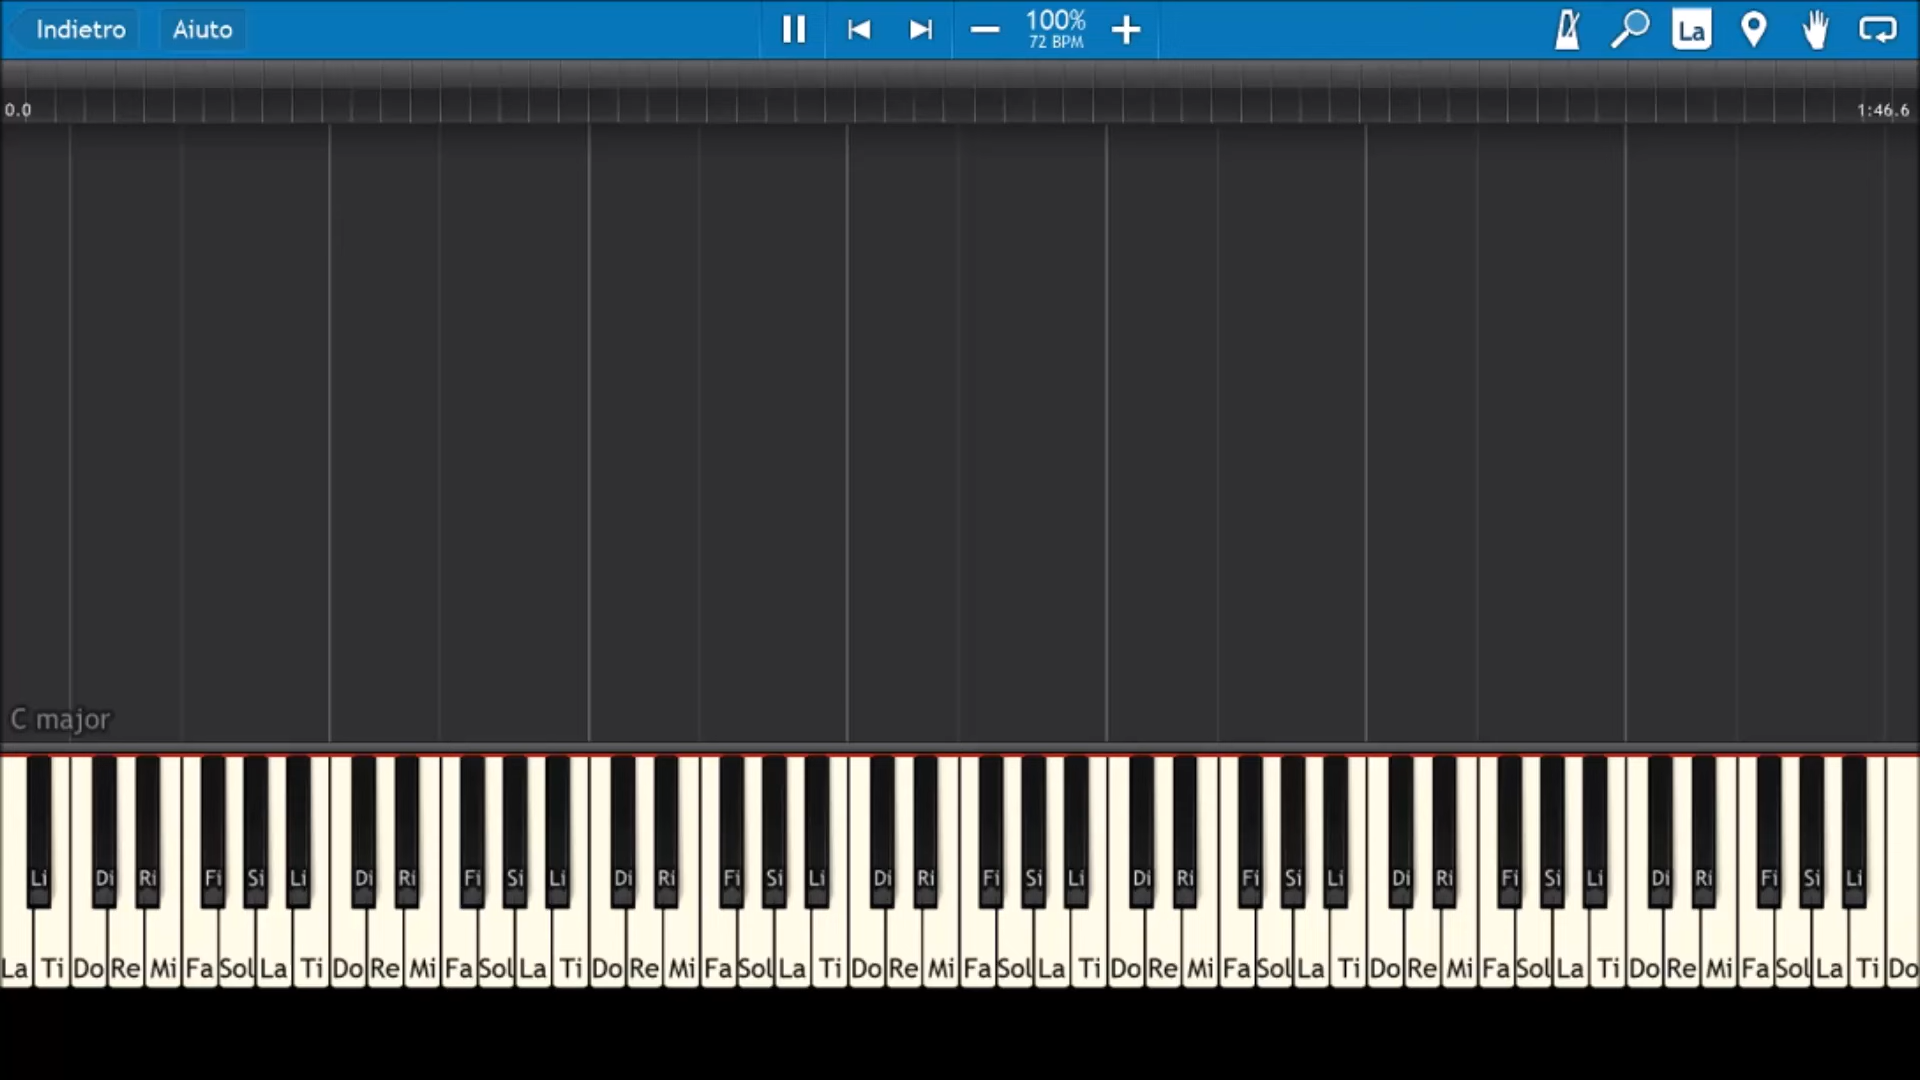 Indietro Aiuto 100% La
72 BPM
0.0 1:46.6
C major
Li Di Ri Fi Si Li Di Ri Fi Si Li Di Ri Fi Si Li Di Ri Fi Si Li Di Ri Fi Si Li Di Ri Fi Si Li Di Ri Fi Si Li
La Ti Do Re Mi Fa Sol La Ti Do Re Mi Fa Sol La Ti Do Re Mi Fa Sol La Ti Do Re Mi Fa Sol La Ti Do Re Mi Fa Sol La Ti Do Re Mi Fa Sol La Ti Do Re Mi Fa Sol La Ti Do